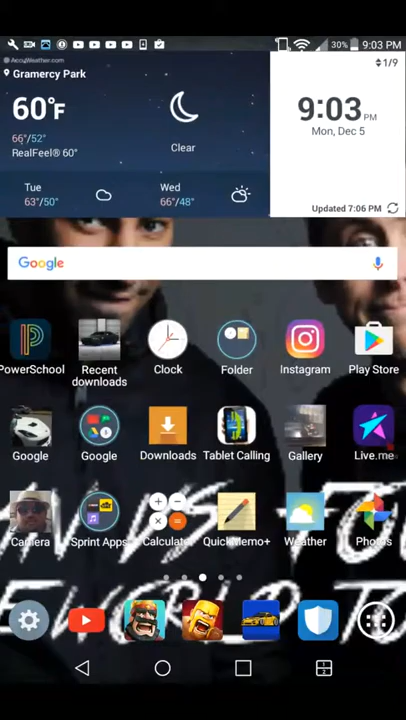 30% 9:03 PM
AccuWeather.com
Gramercy Park
1/9
60°F
66°/52°
RealFeel® 60°
Clear
9:03 PM
Mon, Dec 5
Tue
63°/50°
Wed
66°/48°
Updated 7:06 PM
Google
PowerSchool
Recent downloads
Clock
Folder
Instagram
Play Store
Google
Google
Downloads
Tablet Calling
Gallery
Live.me
Camera
Sprint Apps
Calculator
QuickMemo+
Weather
Photos